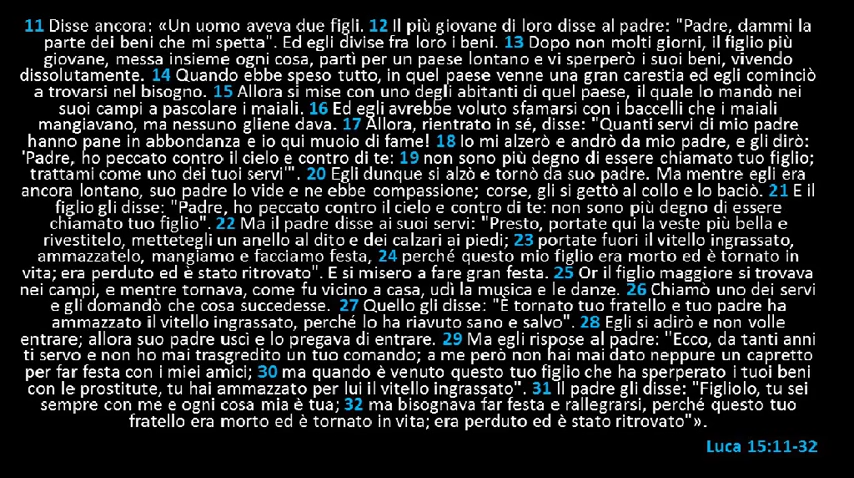 11 Disse ancora: «Un uomo aveva due figli. 12 Il più giovane di loro disse al padre: "Padre, dammi la
parte dei beni che mi spetta". Ed egli divise fra loro i beni. 13 Dopo non molti giorni, il figlio più
giovane, messa insieme ogni cosa, partì per un paese lontano e vi sperperò i suoi beni, vivendo
dissolutamente. 14 Quando ebbe speso tutto, in quel paese venne una gran carestia ed egli cominciò
a trovarsi nel bisogno. 15 Allora si mise con uno degli abitanti di quel paese, il quale lo mandò nei
suoi campi a pascolare i maiali. 16 Ed egli avrebbe voluto sfamarsi con i baccelli che i maiali
mangiavano, ma nessuno gliene dava. 17 Allora, rientrato in sé, disse: "Quanti servi di mio padre
hanno pane in abbondanza e io qui muoio di fame! 18 Io mi alzerò e andrò da mio padre, e gli dirò:
'Padre, ho peccato contro il cielo e contro di te: 19 non sono più degno di essere chiamato tuo figlio;
trattami come uno dei tuoi servi'". 20 Egli dunque si alzò e tornò da suo padre. Ma mentre egli era
ancora lontano, suo padre lo vide e ne ebbe compassione; corse, gli si gettò al collo e lo baciò. 21 E il
figlio gli disse: "Padre, ho peccato contro il cielo e contro di te: non sono più degno di essere
chiamato tuo figlio". 22 Ma il padre disse ai suoi servi: "Presto, portate qui la veste più bella e
rivestitelo, mettetegli un anello al dito e dei calzari ai piedi; 23 portate fuori il vitello ingrassato,
ammazzatelo, mangiamo e facciamo festa, 24 perché questo mio figlio era morto ed è tornato in
vita; era perduto ed è stato ritrovato". E si misero a fare gran festa. 25 Or il figlio maggiore si trovava
nei campi, e mentre tornava, come fu vicino a casa, udì la musica e le danze. 26 Chiamò uno dei servi
e gli domandò che cosa succedesse. 27 Quello gli disse: "È tornato tuo fratello e tuo padre ha
ammazzato il vitello ingrassato, perché lo ha riavuto sano e salvo". 28 Egli si adirò e non volle
entrare; allora suo padre uscì e lo pregava di entrare. 29 Ma egli rispose al padre: "Ecco, da tanti anni
ti servo e non ho mai trasgredito un tuo comando; a me però non hai mai dato neppure un capretto
per far festa con i miei amici; 30 ma quando è venuto questo tuo figlio che ha sperperato i tuoi beni
con le prostitute, tu hai ammazzato per lui il vitello ingrassato". 31 Il padre gli disse: "Figliolo, tu sei
sempre con me e ogni cosa mia è tua; 32 ma bisognava far festa e rallegrarsi, perché questo tuo
fratello era morto ed è tornato in vita; era perduto ed è stato ritrovato"».
Luca 15:11-32